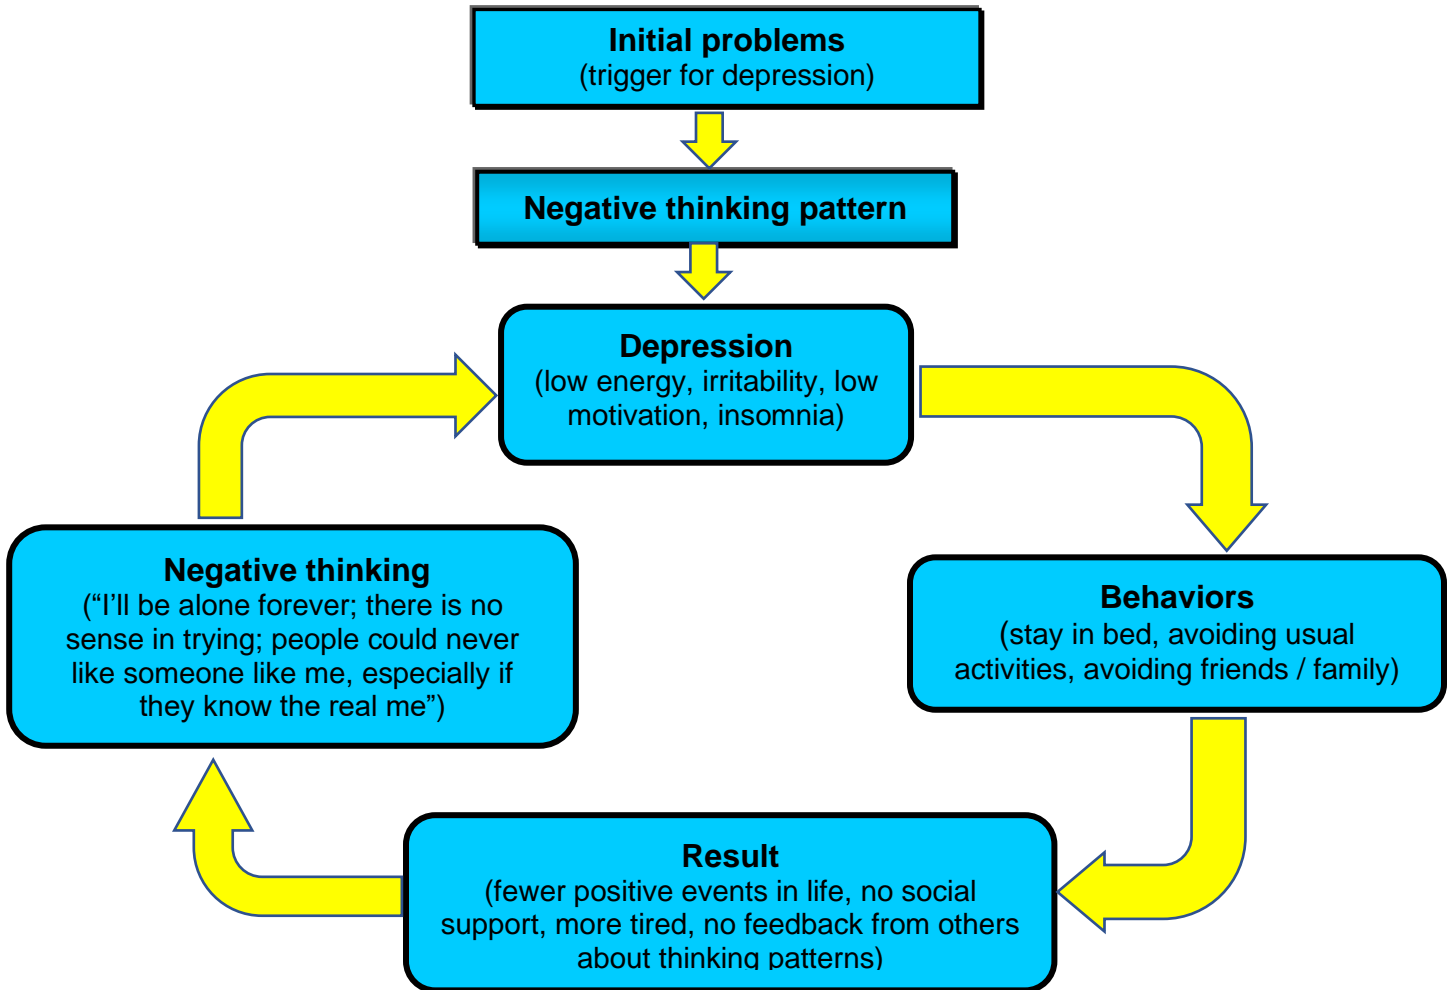 Initial problems
(trigger for depression)
Negative thinking pattern
Depression
(low energy, irritability, low
motivation, insomnia)
Negative thinking
(“I’ll be alone forever; there is no
sense in trying; people could never
like someone like me, especially if
they know the real me”)
Behaviors
(stay in bed, avoiding usual
activities, avoiding friends / family)
Result
(fewer positive events in life, no social
support, more tired, no feedback from others
about thinking patterns)